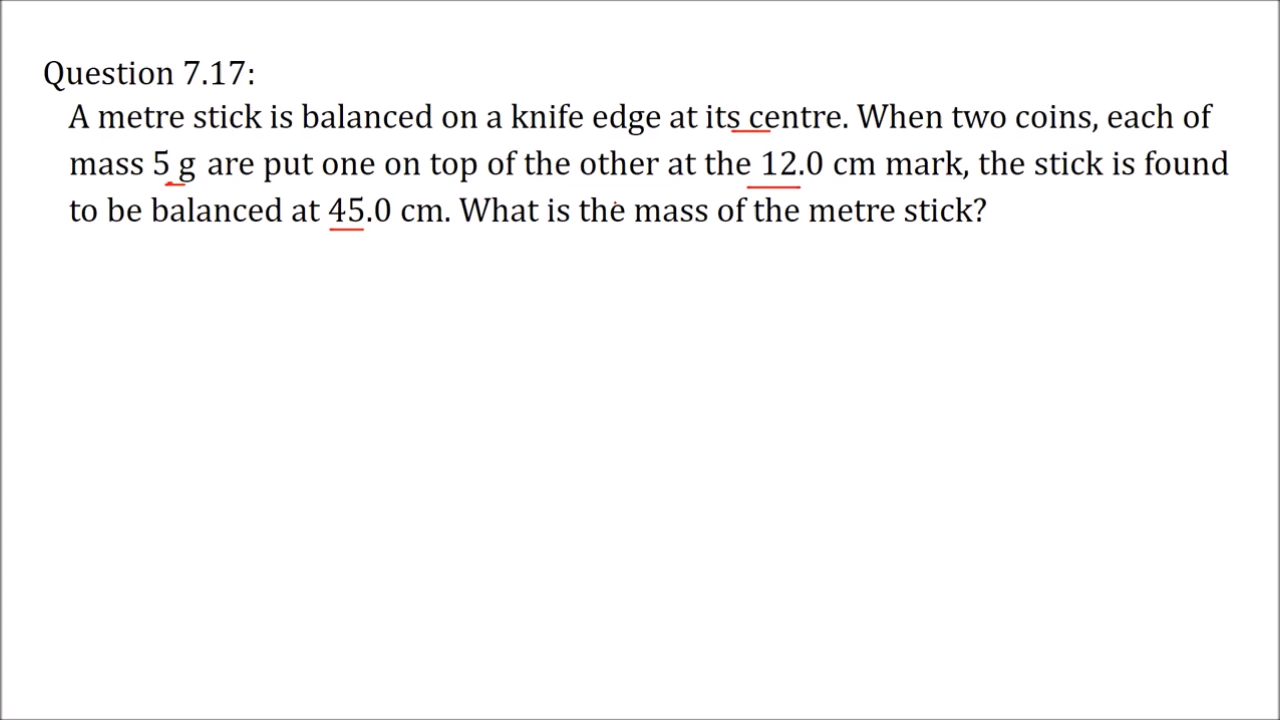 Question 7.17:
A metre stick is balanced on a knife edge at its centre. When two coins, each of
mass 5 g are put one on top of the other at the 12.0 cm mark, the stick is found
to be balanced at 45.0 cm. What is the mass of the metre stick?